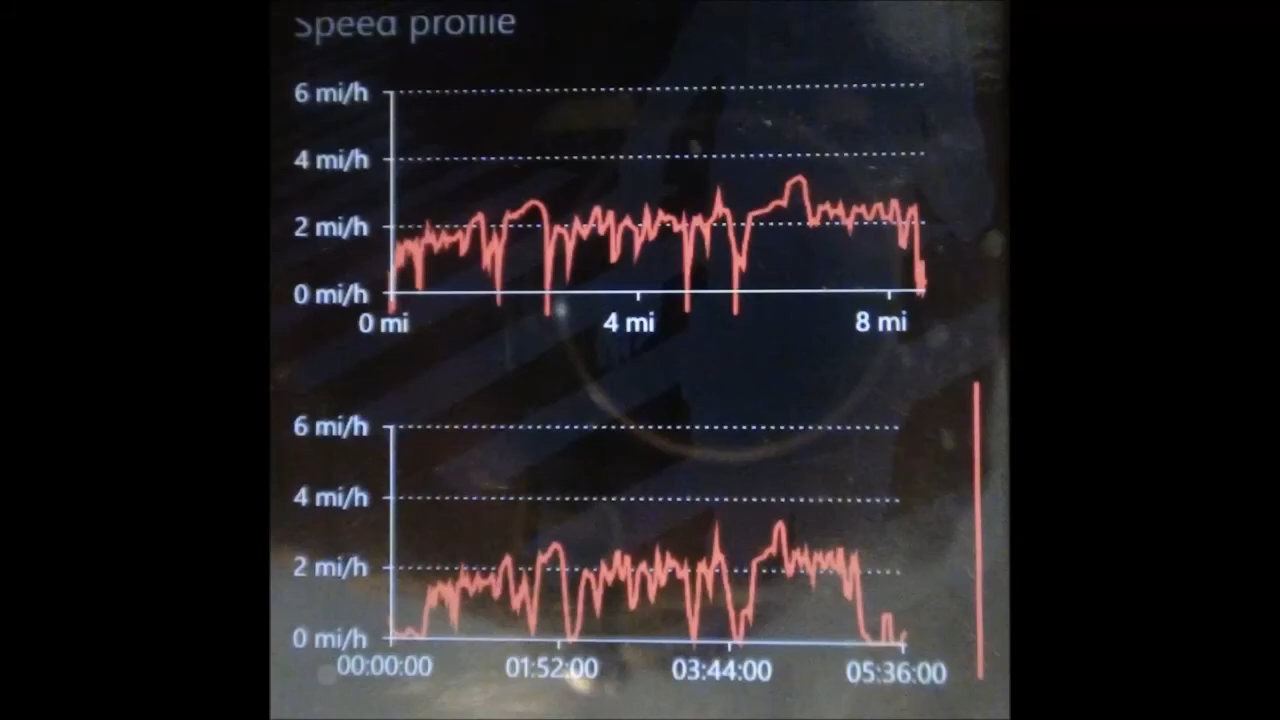 Speed profile
6 mi/h
4 mi/h
2 mi/h
0 mi/h
0 mi 4 mi 8 mi
6 mi/h
4 mi/h
2 mi/h
0 mi/h
00:00:00 01:52:00 03:44:00 05:36:00